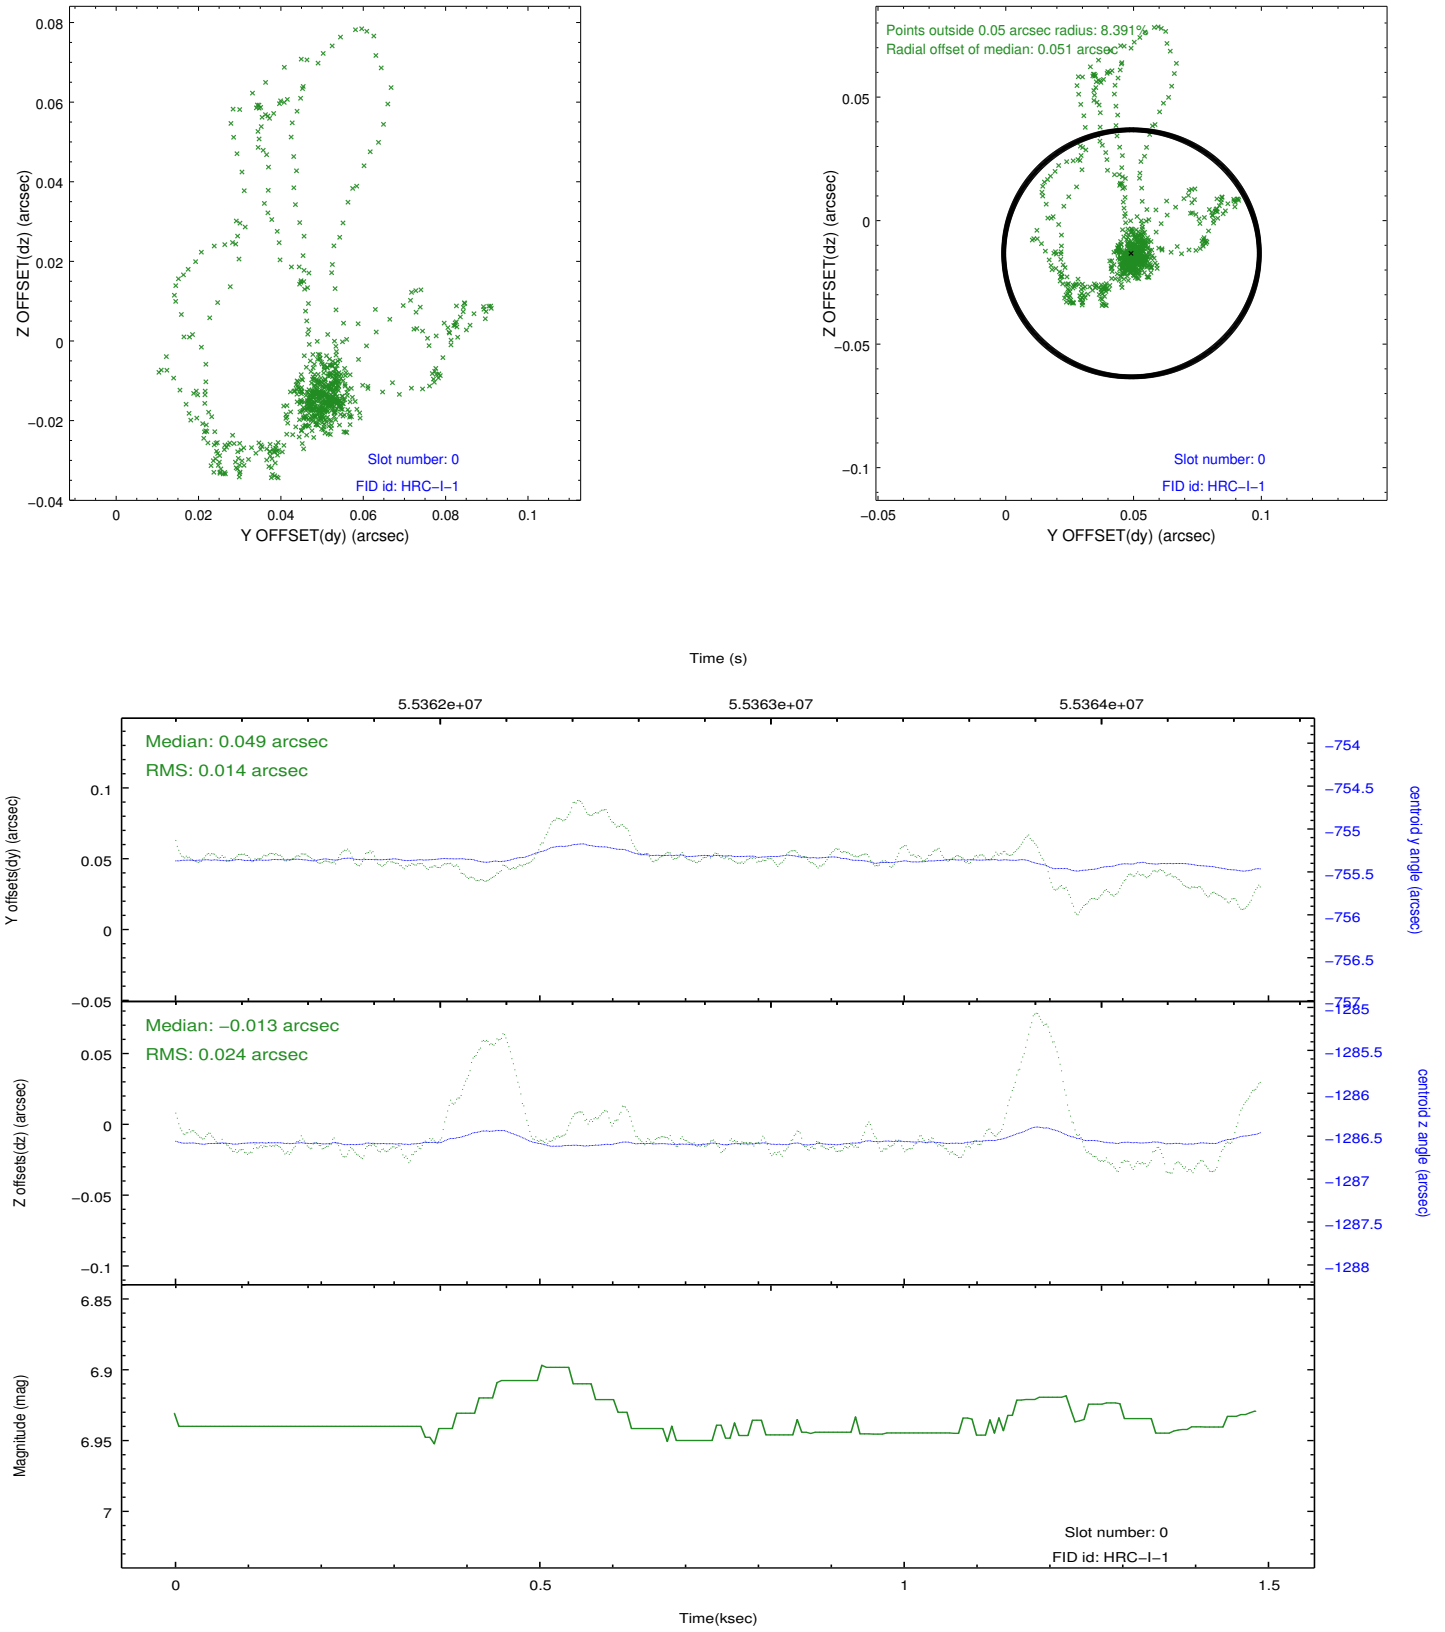 0.08
0.06
0.04
0.02
0
−0.02
−0.04
0
0.02
0.04
0.06
0.08
0.1
Z OFFSET(dz) (arcsec)
Y OFFSET(dy) (arcsec)
Slot number: 0
FID id: HRC−I−1
Points outside 0.05 arcsec radius: 8.391%
Radial offset of median: 0.051 arcsec
0.05
0
−0.05
−0.1
−0.05
0
0.05
0.1
Z OFFSET(dz) (arcsec)
Y OFFSET(dy) (arcsec)
Slot number: 0
FID id: HRC−I−1
Time (s)
5.5362e+07
5.5363e+07
5.5364e+07
Median: 0.049 arcsec
RMS: 0.014 arcsec
0.1
0.05
0
−0.05
Y offsets(dy) (arcsec)
−754
−754.5
−755
−755.5
−756
−756.5
−757
centroid y angle (arcsec)
Median: −0.013 arcsec
RMS: 0.024 arcsec
0.05
0
−0.05
−0.1
Z offsets(dz) (arcsec)
−1285
−1285.5
−1286
−1286.5
−1287
−1287.5
−1288
centroid z angle (arcsec)
6.85
6.9
6.95
7
Magnitude (mag)
Slot number: 0
FID id: HRC−I−1
0
0.5
1
1.5
Time(ksec)